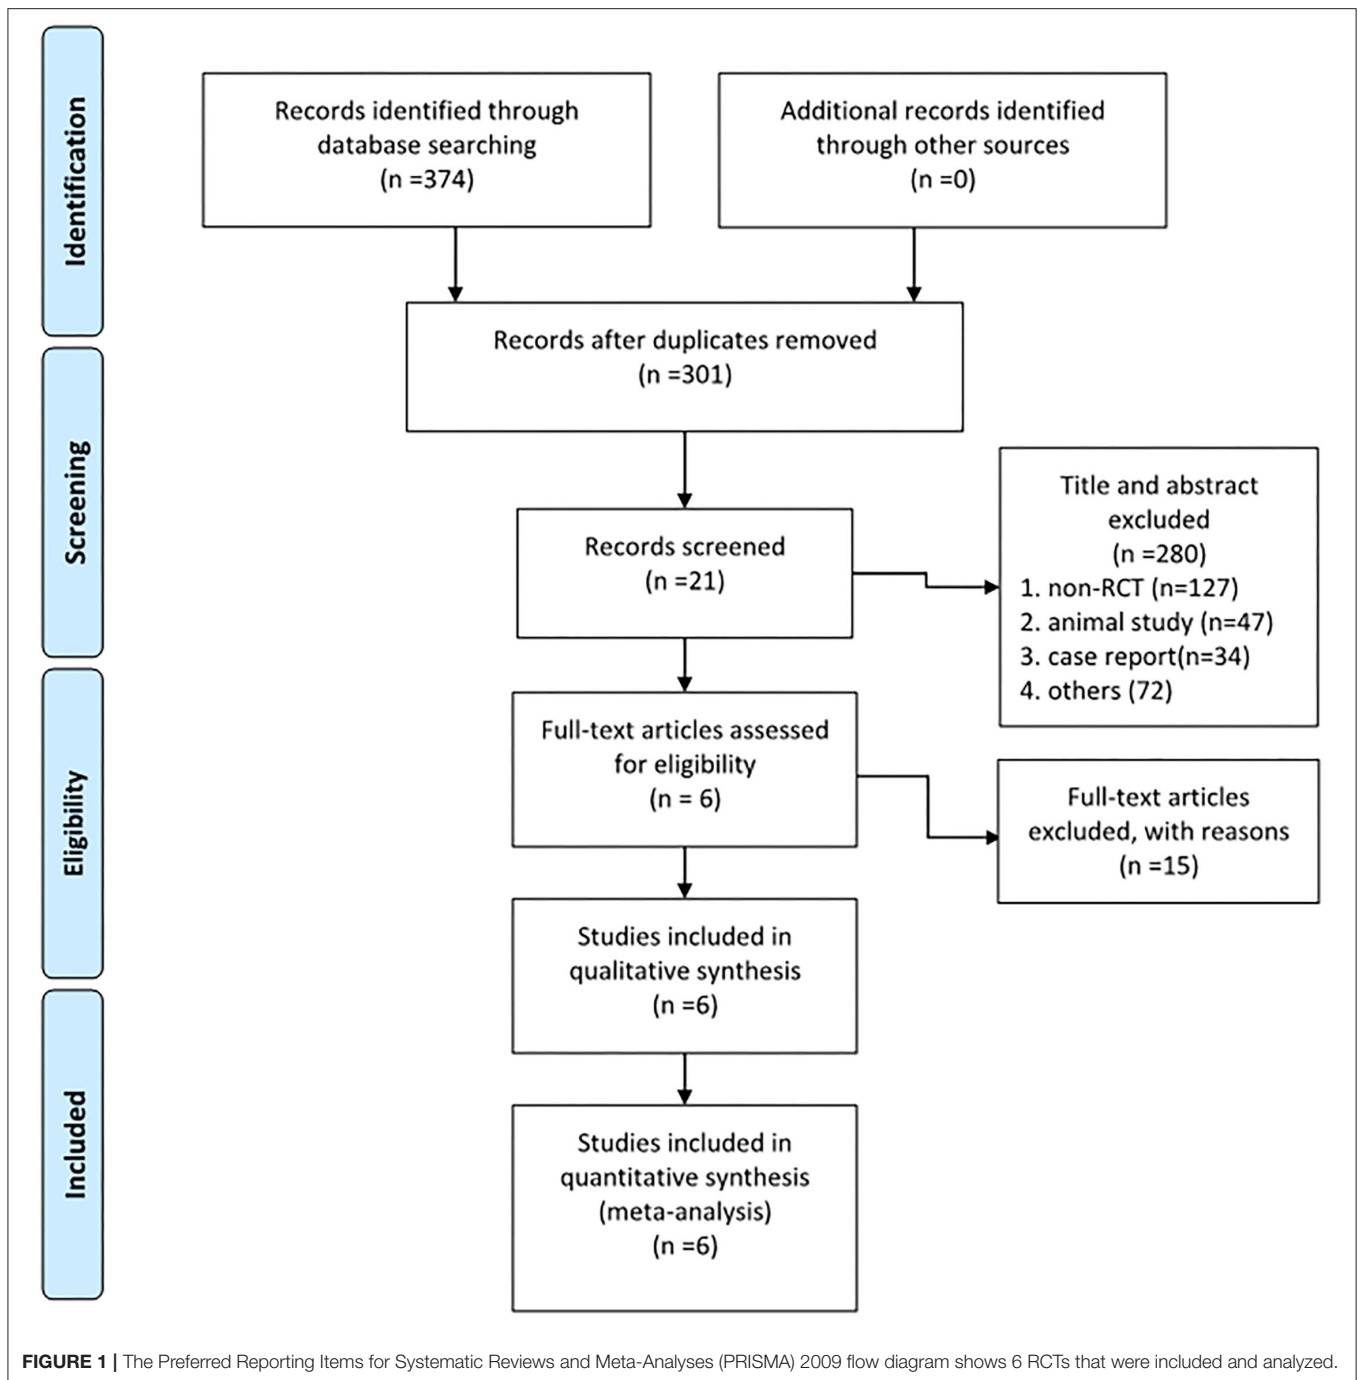 Identification
Records identified through
database searching
(n =374)
Additional records identified
through other sources
(n =0)
Records after duplicates removed
(n =301)
Screening
Records screened
(n =21)
Title and abstract
excluded
(n =280)
1. non-RCT (n=127)
2. animal study (n=47)
3. case report(n=34)
4. others (72)
Eligibility
Full-text articles assessed
for eligibility
(n = 6)
Full-text articles
excluded, with reasons
(n =15)
Studies included in
qualitative synthesis
(n =6)
Included
Studies included in
quantitative synthesis
(meta-analysis)
(n =6)
FIGURE 1 | The Preferred Reporting Items for Systematic Reviews and Meta-Analyses (PRISMA) 2009 flow diagram shows 6 RCTs that were included and analyzed.